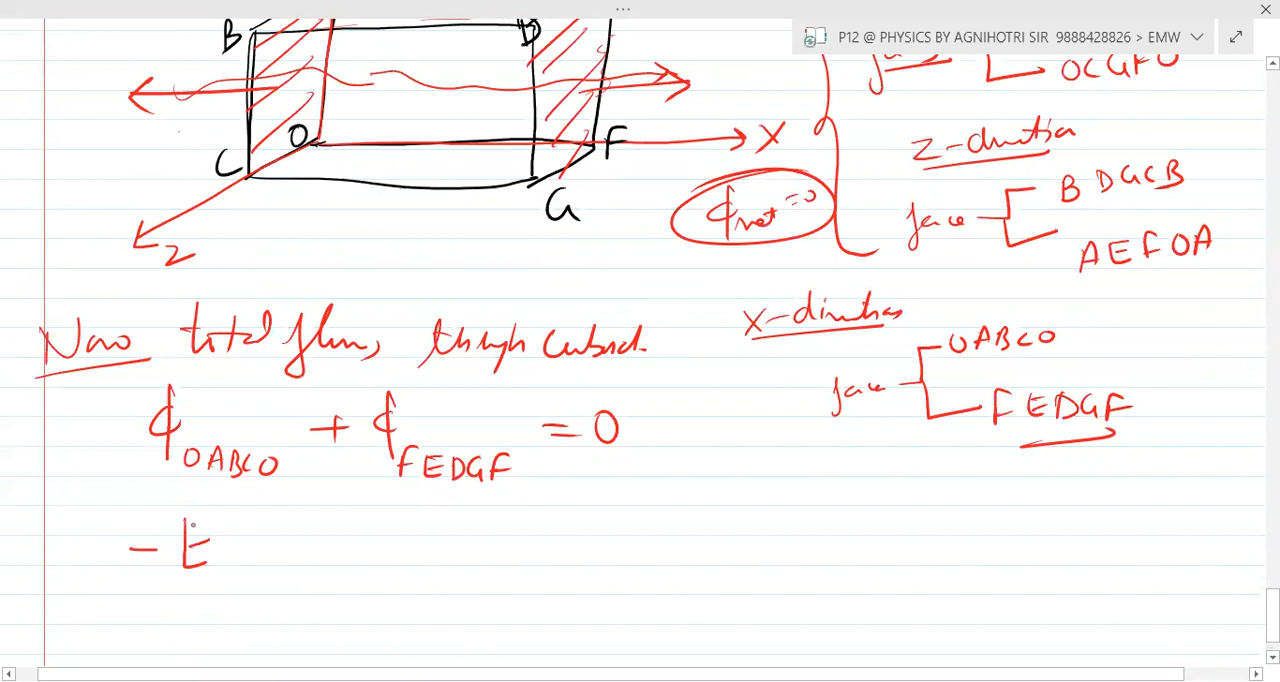 P12 @ PHYSICS BY AGNIHOTRI SIR 9888428826 > EMW
B
D
O
C
F
G
X
Z
ϕnet = 0
OCGFO
Z-direction
face BDGCB
AEFOA
Now total flux, through cuboid
X-direction
face OABCO
FEDGF
ϕOABCO + ϕFEDGF = 0
- E